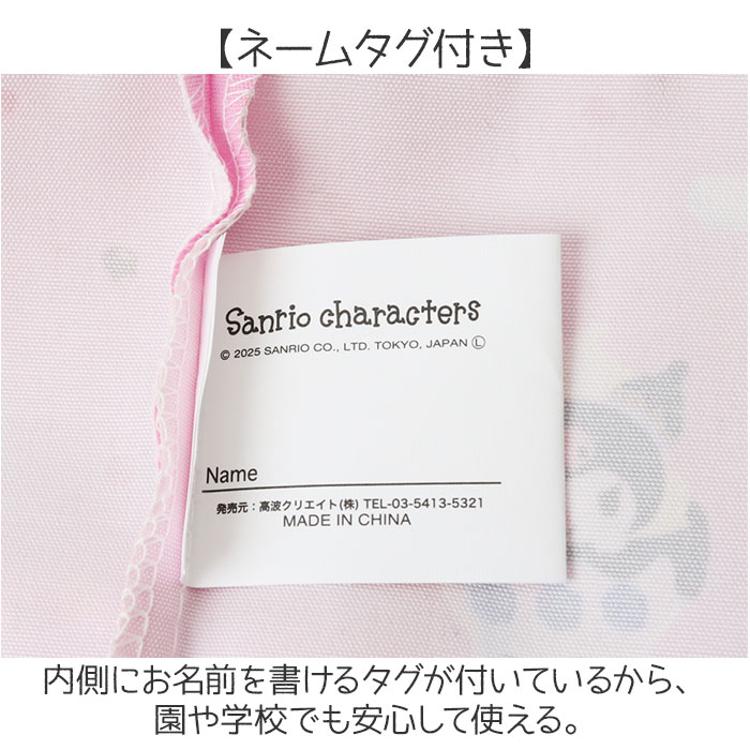 【ネームタグ付き】
Sanrio characters
© 2025 SANRIO CO., LTD. TOKYO, JAPAN Ⓛ
Name
発売元：高波クリエイト(株) TEL-03-5413-5321
MADE IN CHINA
内側にお名前を書けるタグが付いているから、
園や学校でも安心して使える。